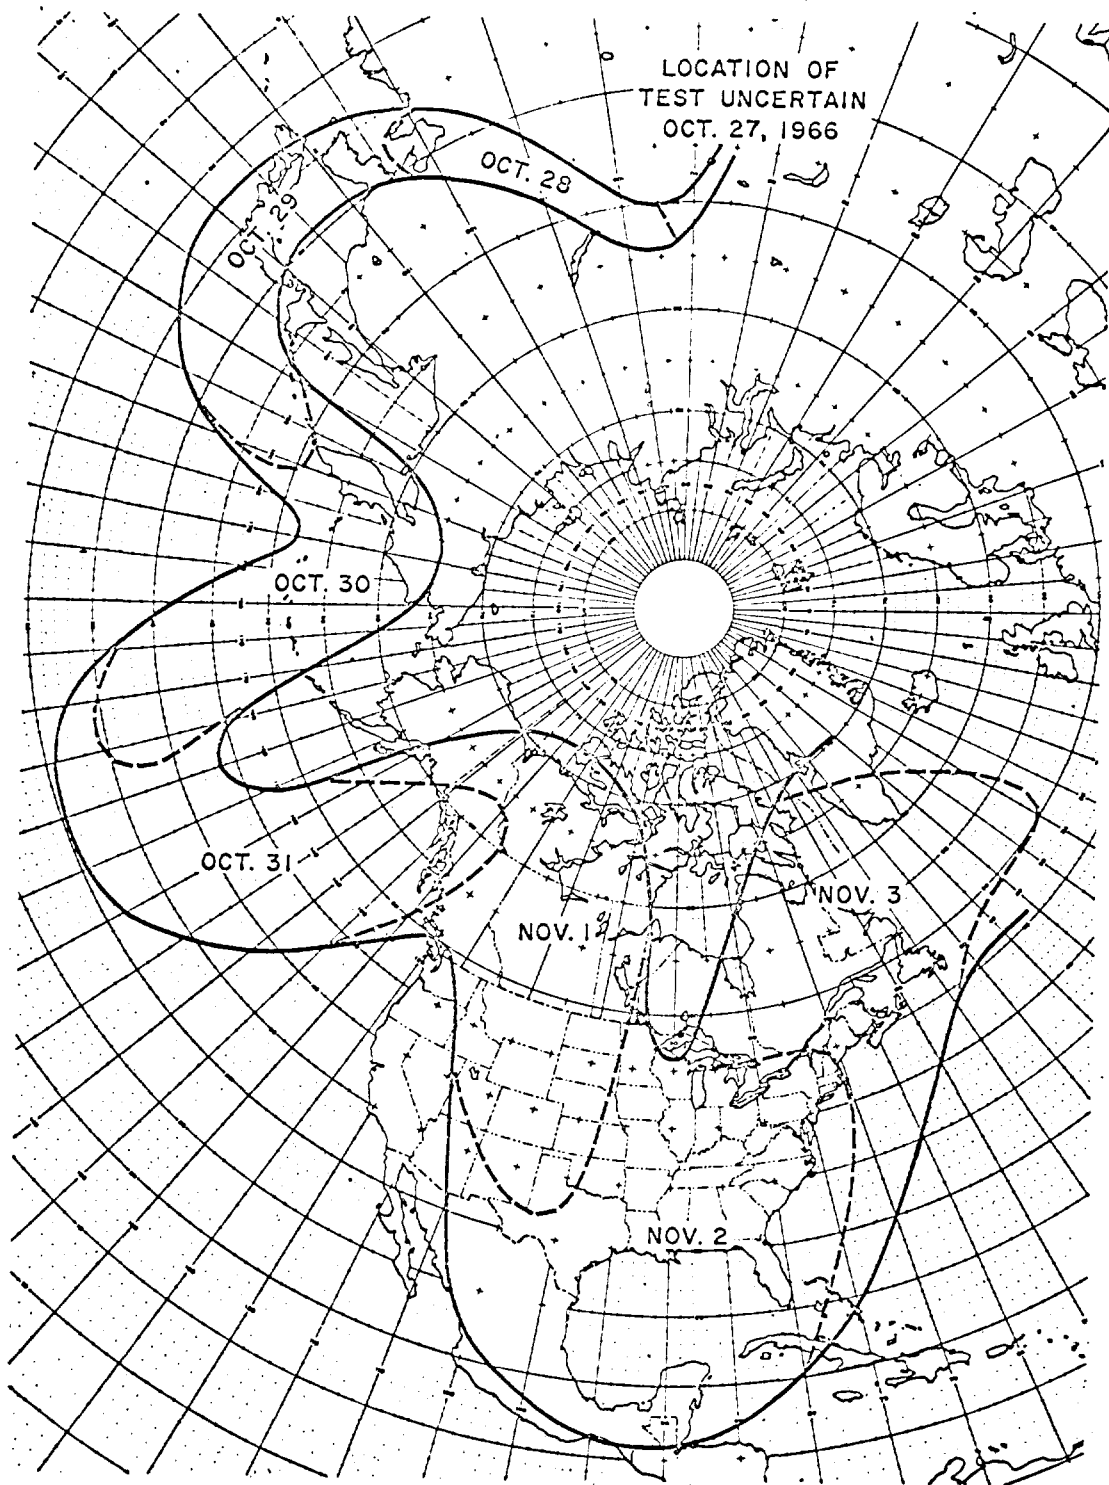 LOCATION OF
TEST UNCERTAIN
OCT. 27, 1966
OCT. 28
OCT. 29
OCT. 30
OCT. 31
NOV. 1
NOV. 3
NOV. 2